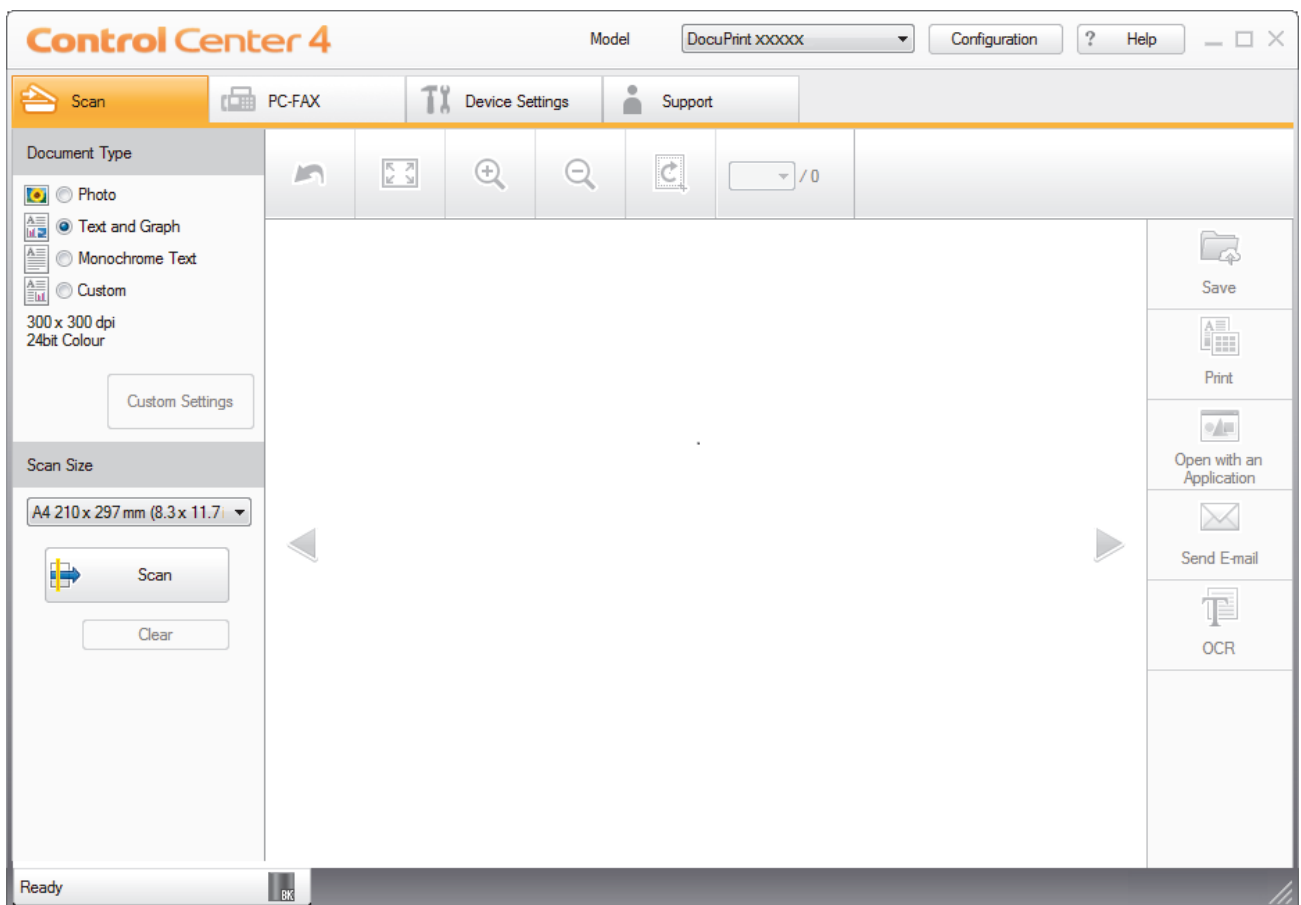 Control Center 4
Model
DocuPrint XXXXX
Configuration
? Help
Scan
PC-FAX
Device Settings
Support
Document Type
/ 0
Photo
Text and Graph
Monochrome Text
Custom
300 x 300 dpi
24bit Colour
Custom Settings
Scan Size
A4 210 x 297 mm (8.3 x 11.7
Scan
Clear
Save
Print
Open with an
Application
Send E-mail
OCR
Ready
BK